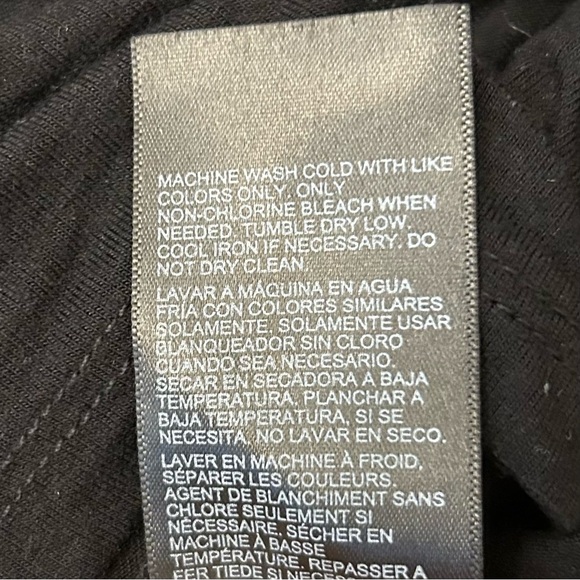 MACHINE WASH COLD WITH LIKE
COLORS ONLY. ONLY
NON-CHLORINE BLEACH WHEN
NEEDED. TUMBLE DRY LOW.
COOL IRON IF NECESSARY. DO
NOT DRY CLEAN.
LAVAR A MÁQUINA EN AGUA
FRÍA CON COLORES SIMILARES
SOLAMENTE. SOLAMENTE USAR
BLANQUEADOR SIN CLORO
CUANDO SEA NECESARIO.
SECAR EN SECADORA A BAJA
TEMPERATURA. PLANCHAR A
BAJA TEMPERATURA, SI SE
NECESITA. NO LAVAR EN SECO.
LAVER EN MACHINE À FROID,
SÉPARER LES COULEURS.
AGENT DE BLANCHIMENT SANS
CHLORE SEULEMENT SI
NÉCESSAIRE, SÉCHER EN
MACHINE À BASSE
TEMPÉRATURE. REPASSER A
FER TIEDE SI NÉCESSAIRE.